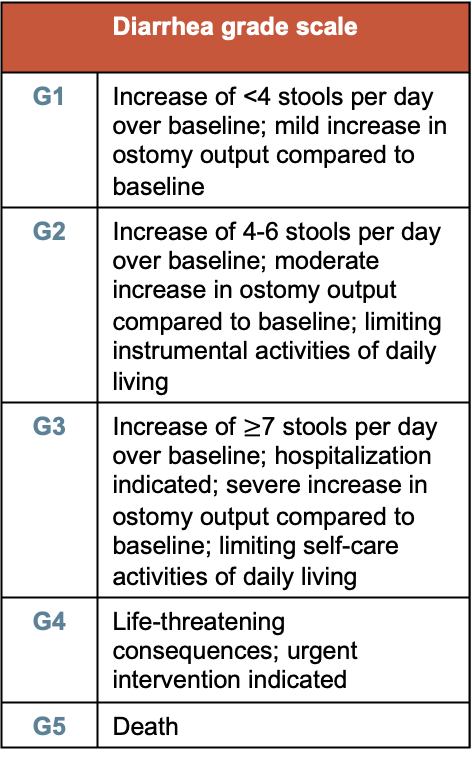 Diarrhea grade scale
G1
Increase of <4 stools per day
over baseline; mild increase in
ostomy output compared to
baseline
G2
Increase of 4-6 stools per day
over baseline; moderate
increase in ostomy output
compared to baseline; limiting
instrumental activities of daily
living
G3
Increase of ≥7 stools per day
over baseline; hospitalization
indicated; severe increase in
ostomy output compared to
baseline; limiting self-care
activities of daily living
G4
Life-threatening
consequences; urgent
intervention indicated
G5
Death